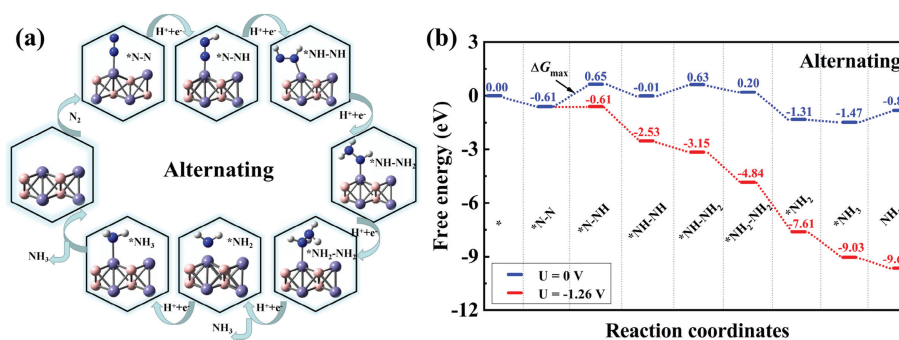 (a)
H⁺+e⁻
H⁺+e⁻
*N-N
*N-NH
*NH-NH
N₂
H⁺+e⁻
Alternating
*NH-NH₂
H⁺+e⁻
*NH₃
*NH₂
*NH₂-NH₂
NH₃
H⁺+e⁻
H⁺+e⁻
NH₃
(b)
Alternating
Free energy (eV)
3
0
-3
-6
-9
-12
ΔGmax
0.00
-0.61
0.65
-0.01
0.63
0.20
-1.31
-1.47
-0.61
-2.53
-3.15
-4.84
-7.61
-9.03
*
*N-N
*N-NH
*NH-NH
*NH-NH₂
*NH₂-NH₂
*NH₂
*NH₃
U = 0 V
U = -1.26 V
Reaction coordinates